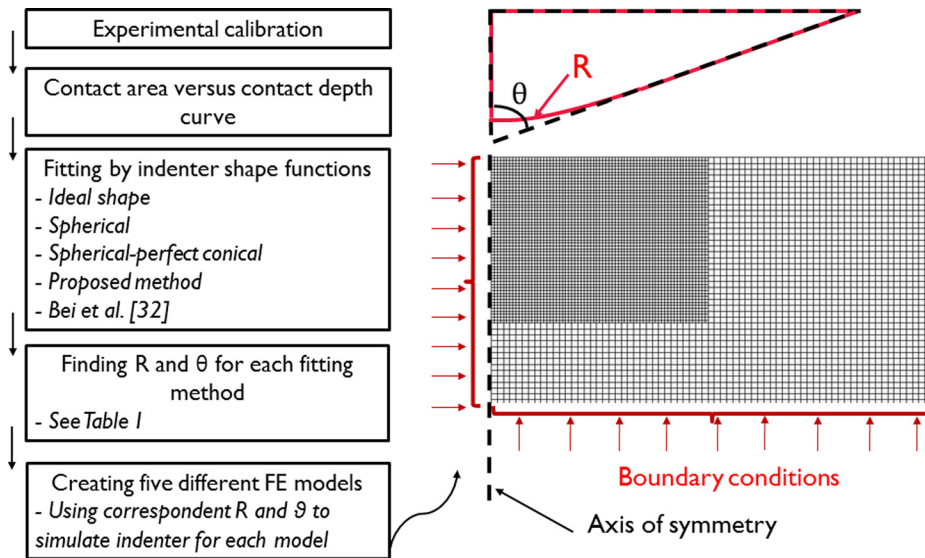 Experimental calibration
Contact area versus contact depth
curve
Fitting by indenter shape functions
- Ideal shape
- Spherical
- Spherical-perfect conical
- Proposed method
- Bei et al. [32]
Finding R and θ for each fitting
method
- See Table 1
Creating five different FE models
- Using correspondent R and ϑ to
simulate indenter for each model
R
θ
Boundary conditions
Axis of symmetry